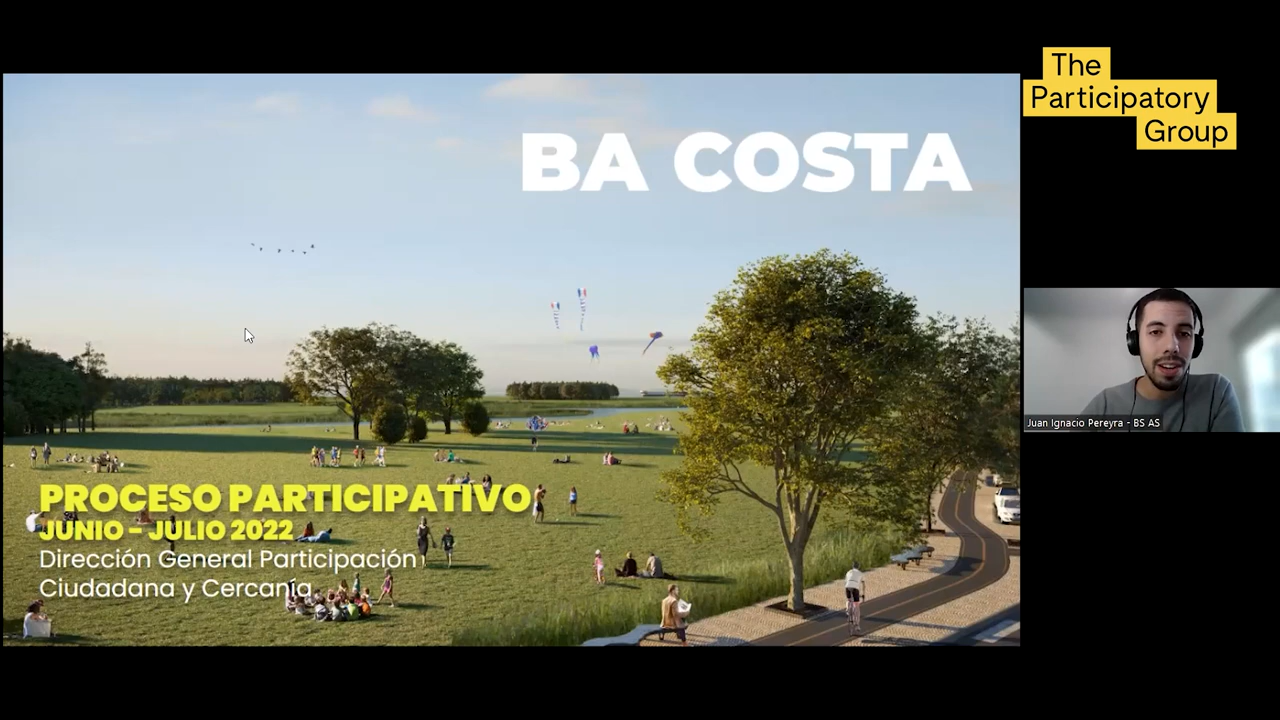 BA COSTA
PROCESO PARTICIPATIVO
JUNIO - JULIO 2022
Dirección General Participación
Ciudadana y Cercanía
The
Participatory
Group
Juan Ignacio Pereyra - BS AS